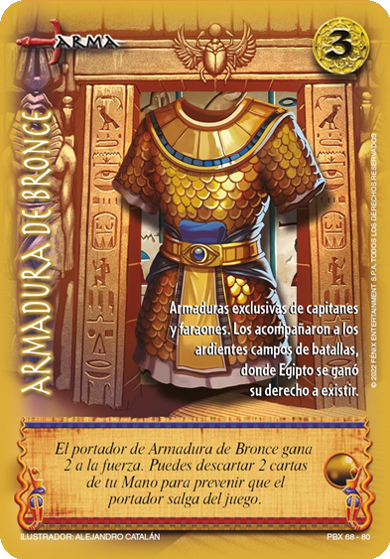 ARMA
3
ARMADURA DE BRONCE
Armaduras exclusivas de capitanes
y faraones. Los acompañaron a los
ardientes campos de batallas,
donde Egipto se ganó
su derecho a existir.
© 2022 FÉNIX ENTERTAINMENT S.P.A. TODOS LOS DERECHOS RESERVADOS
El portador de Armadura de Bronce gana
2 a la fuerza. Puedes descartar 2 cartas
de tu Mano para prevenir que el
portador salga del juego.
ILUSTRADOR: ALEJANDRO CATALÁN
PBX 68 - 80